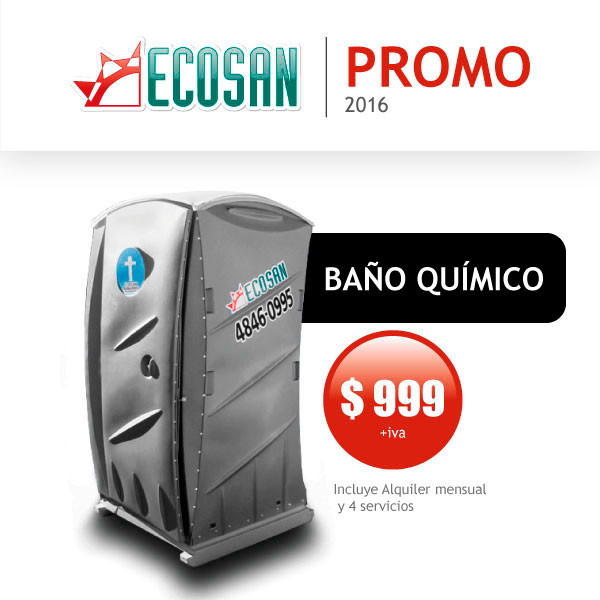 ECOSAN
PROMO
2016
ECOSAN
4846-0995
BAÑO QUÍMICO
$ 999
+iva
Incluye Alquiler mensual
y 4 servicios